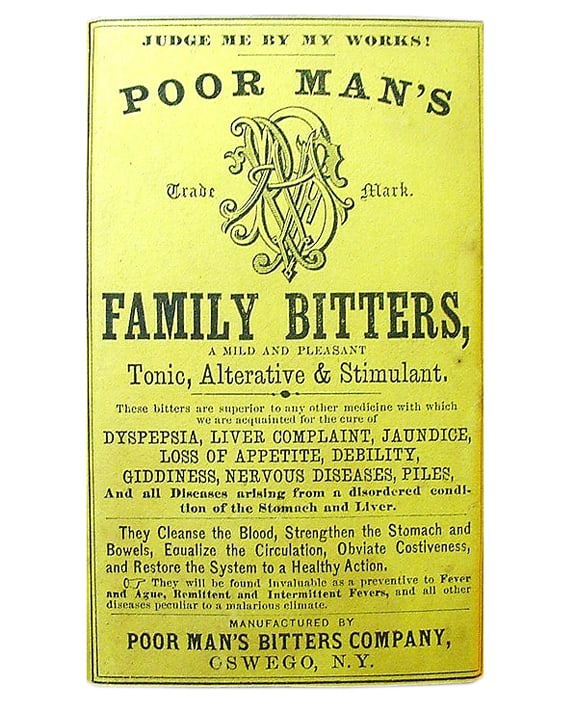 JUDGE ME BY MY WORKS!
POOR MAN'S
Trade Mark.
FAMILY BITTERS,
A MILD AND PLEASANT
Tonic, Alterative & Stimulant.
These bitters are superior to any other medicine with which
we are acquainted for the cure of
DYSPEPSIA, LIVER COMPLAINT, JAUNDICE,
LOSS OF APPETITE, DEBILITY,
GIDDINESS, NERVOUS DISEASES, PILES,
And all Diseases arising from a disordered condi-
tion of the Stomach and Liver.
They Cleanse the Blood, Strengthen the Stomach and
Bowels, Equalize the Circulation, Obviate Costiveness,
and Restore the System to a Healthy Action.
☞ They will be found invaluable as a preventive to Fever
and Ague, Remittent and Intermittent Fevers, and all other
diseases peculiar to a malarious climate.
MANUFACTURED BY
POOR MAN'S BITTERS COMPANY,
OSWEGO, N.Y.